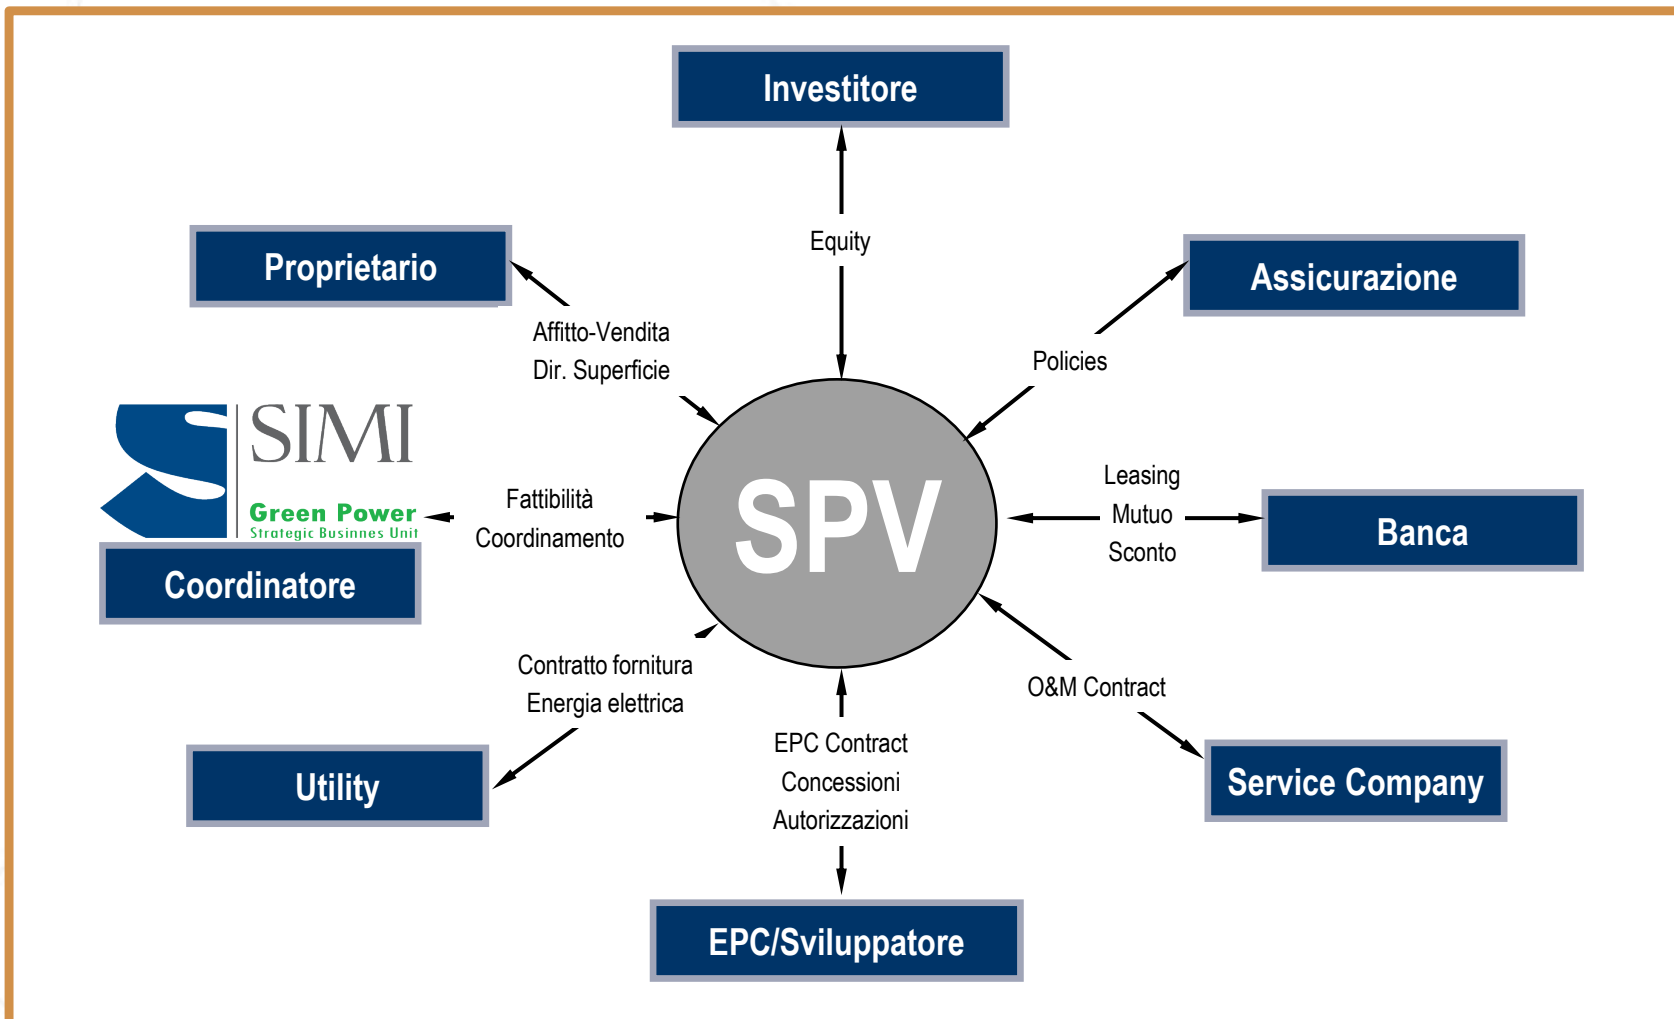 Investitore
Equity
Proprietario
Affitto-Vendita
Dir. Superficie
Assicurazione
Policies
SIMI
Green Power
Strategic Businnes Unit
Coordinatore
Fattibilità
Coordinamento
SPV
Leasing
Mutuo
Sconto
Banca
Contratto fornitura
Energia elettrica
Utility
O&M Contract
Service Company
EPC Contract
Concessioni
Autorizzazioni
EPC/Sviluppatore